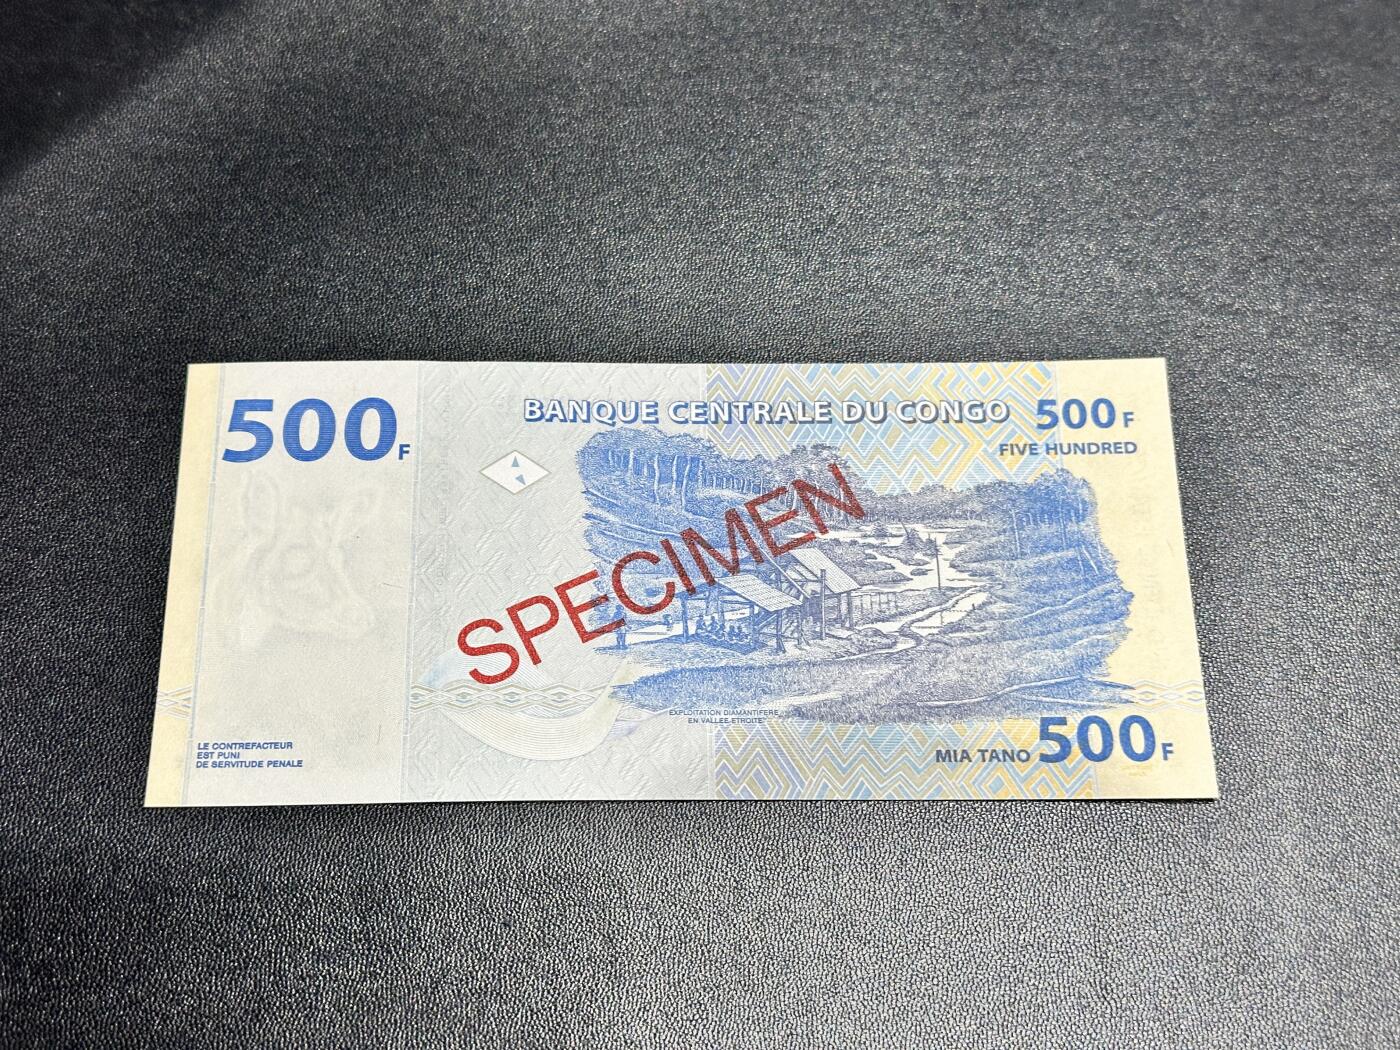 500F
BANQUE CENTRALE DU CONGO
500F
FIVE HUNDRED
SPECIMEN
EXPLOITATION DIAMANTIFERE
EN VALLEE ETROITE
LE CONTREFACTEUR
EST PUNI
DE SERVITUDE PENALE
MIA TANO 500F